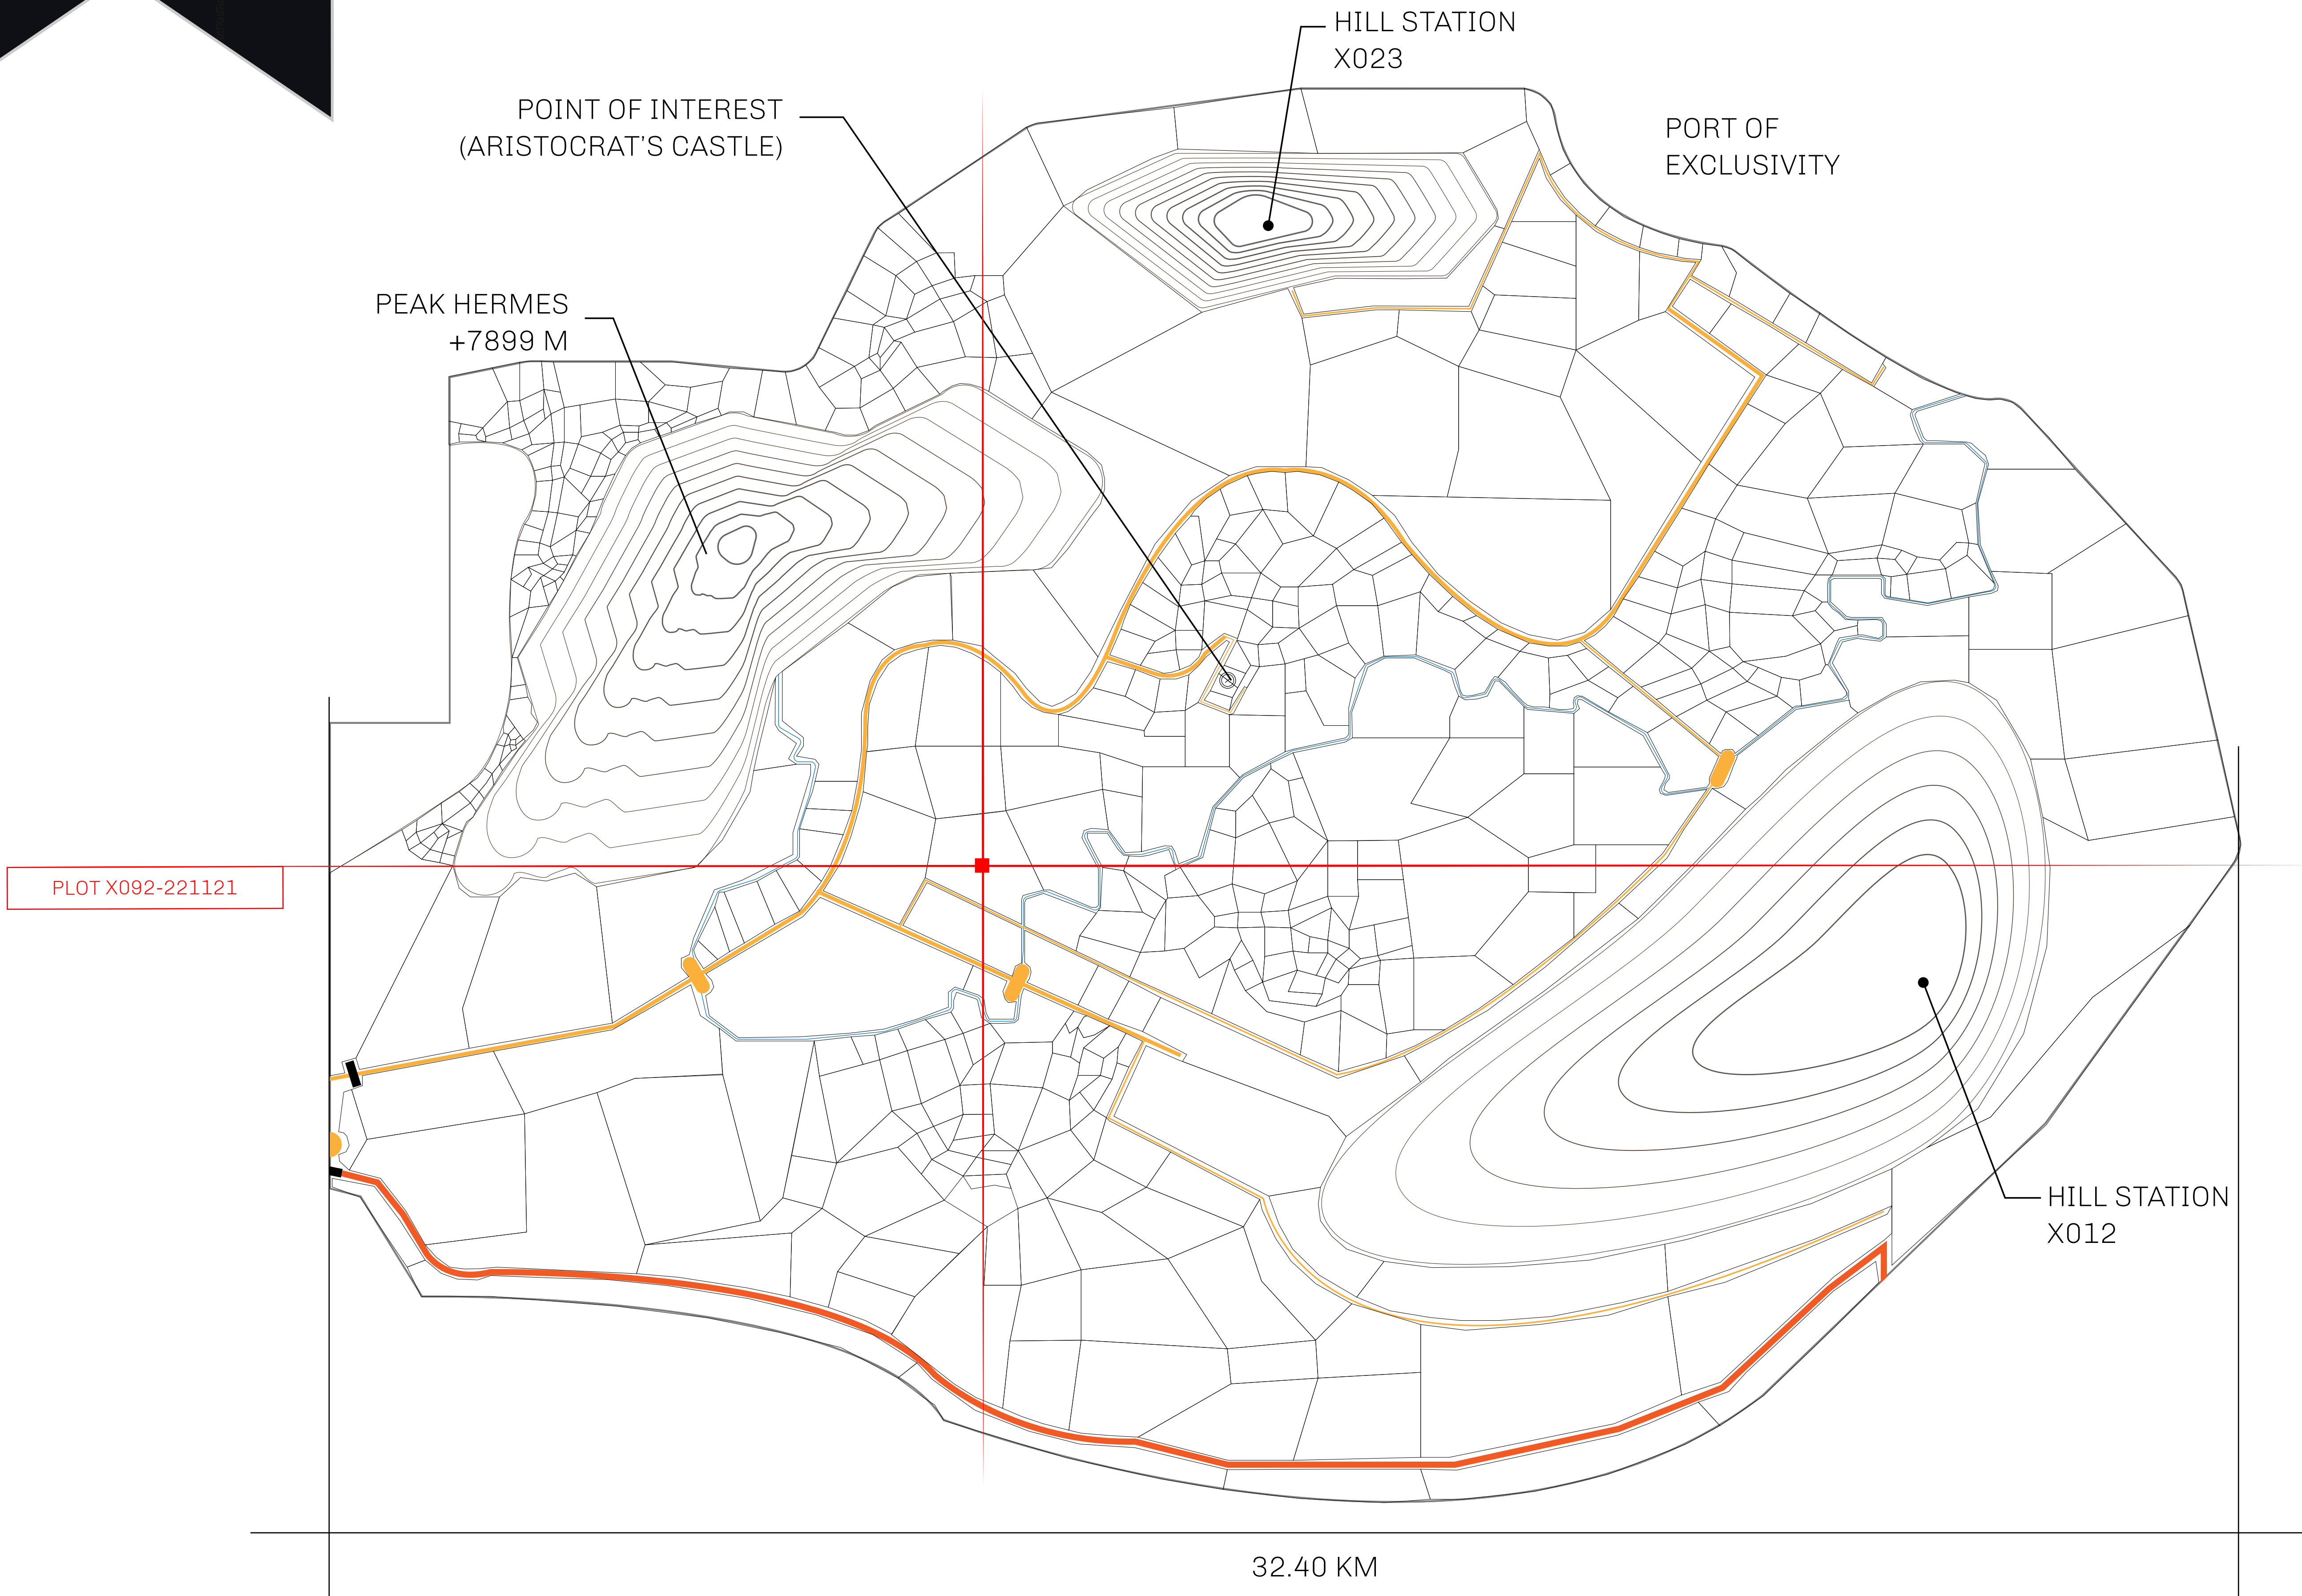 HILL STATION
X023
POINT OF INTEREST
(ARISTOCRAT'S CASTLE)
PORT OF
EXCLUSIVITY
PEAK HERMES
+7899 M
PLOT X092-221121
HILL STATION
X012
32.40 KM